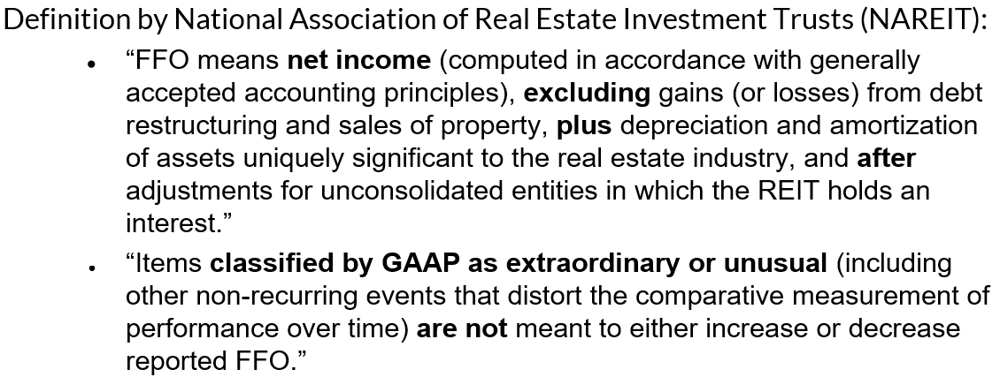 Definition by National Association of Real Estate Investment Trusts (NAREIT):
• “FFO means net income (computed in accordance with generally
accepted accounting principles), excluding gains (or losses) from debt
restructuring and sales of property, plus depreciation and amortization
of assets uniquely significant to the real estate industry, and after
adjustments for unconsolidated entities in which the REIT holds an
interest.”
• “Items classified by GAAP as extraordinary or unusual (including
other non-recurring events that distort the comparative measurement of
performance over time) are not meant to either increase or decrease
reported FFO.”